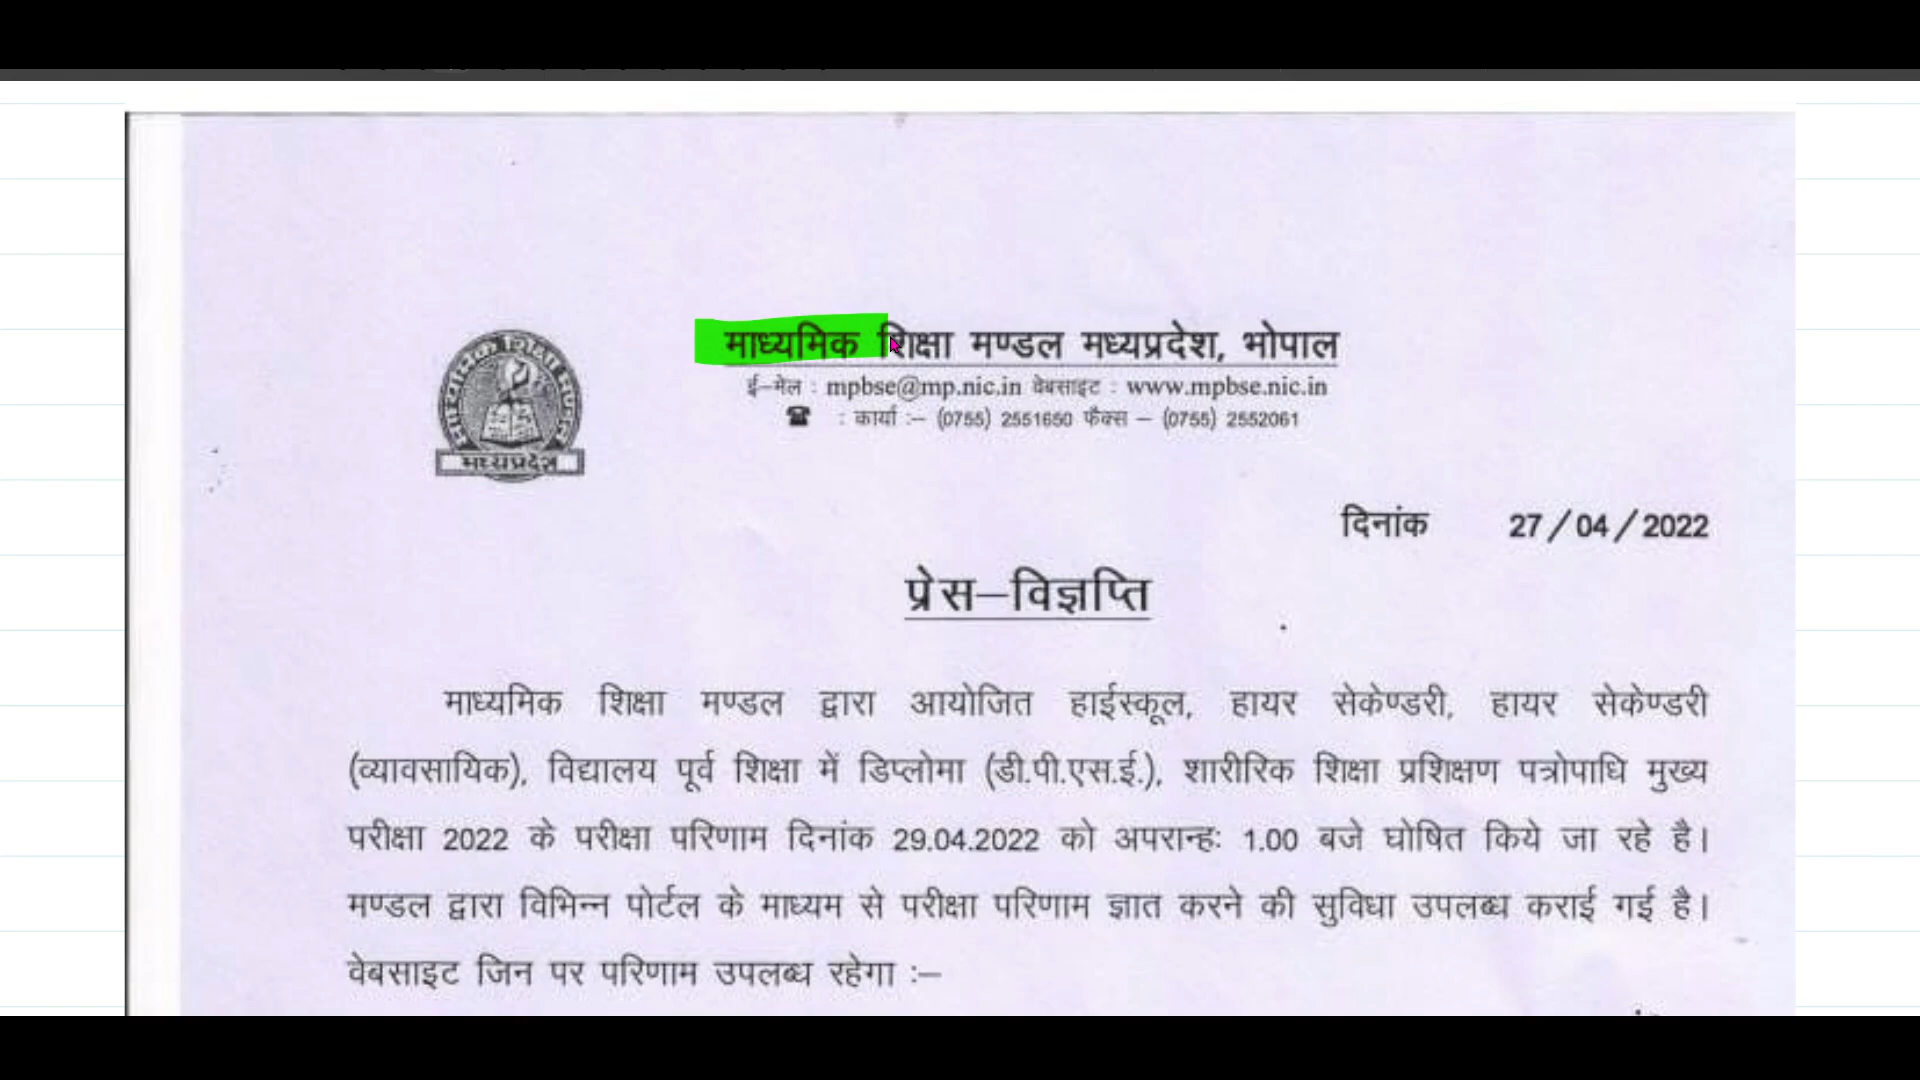 माध्यमिक शिक्षा मण्डल मध्यप्रदेश, भोपाल
ई–मेल : mpbse@mp.nic.in वेबसाइट : www.mpbse.nic.in
☎ : कार्या :– (0755) 2551650 फैक्स – (0755) 2552061
मध्यप्रदेश
दिनांक 27/04/2022
प्रेस–विज्ञप्ति
माध्यमिक शिक्षा मण्डल द्वारा आयोजित हाईस्कूल, हायर सेकेण्डरी, हायर सेकेण्डरी
(व्यावसायिक), विद्यालय पूर्व शिक्षा में डिप्लोमा (डी.पी.एस.ई.), शारीरिक शिक्षा प्रशिक्षण पत्रोपाधि मुख्य
परीक्षा 2022 के परीक्षा परिणाम दिनांक 29.04.2022 को अपरान्ह: 1.00 बजे घोषित किये जा रहे है।
मण्डल द्वारा विभिन्न पोर्टल के माध्यम से परीक्षा परिणाम ज्ञात करने की सुविधा उपलब्ध कराई गई है।
वेबसाइट जिन पर परिणाम उपलब्ध रहेगा :–